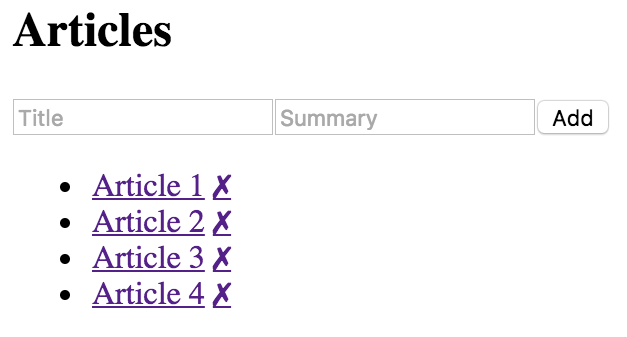 Articles
Title Summary Add
Article 1 ✗
Article 2 ✗
Article 3 ✗
Article 4 ✗